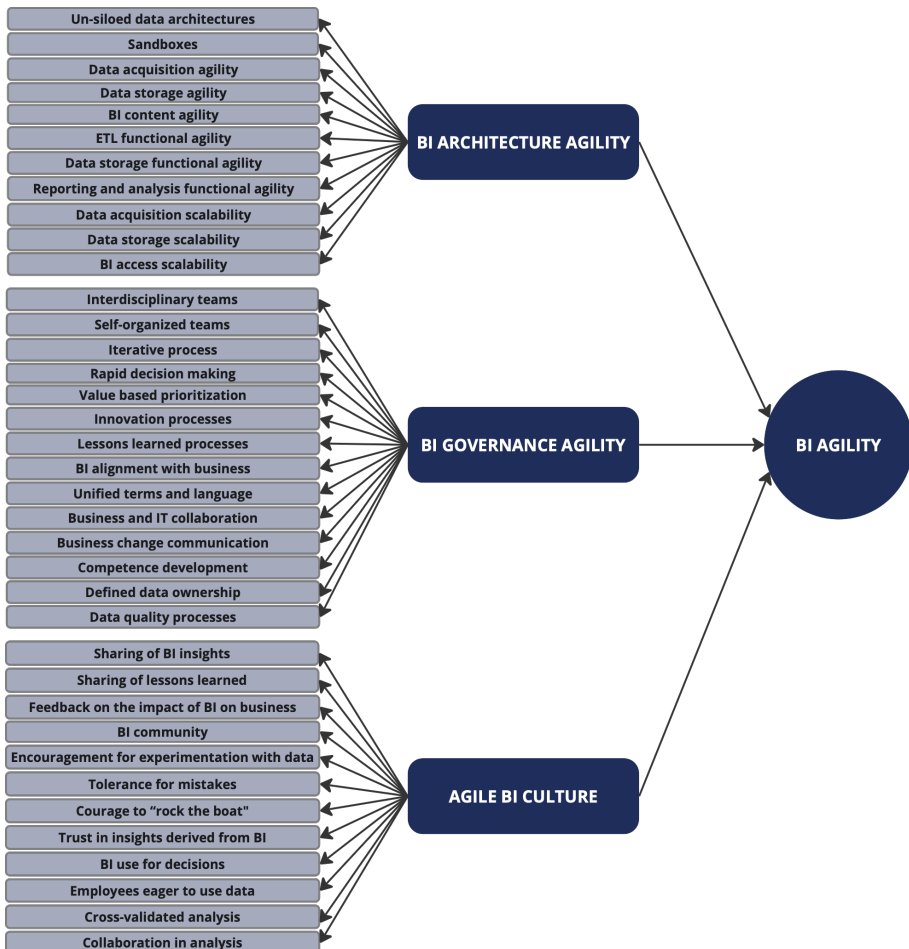 Un-siloed data architectures
Sandboxes
Data acquisition agility
Data storage agility
BI content agility
ETL functional agility
Data storage functional agility
Reporting and analysis functional agility
Data acquisition scalability
Data storage scalability
BI access scalability
BI ARCHITECTURE AGILITY
Interdisciplinary teams
Self-organized teams
Iterative process
Rapid decision making
Value based prioritization
Innovation processes
Lessons learned processes
BI alignment with business
Unified terms and language
Business and IT collaboration
Business change communication
Competence development
Defined data ownership
Data quality processes
BI GOVERNANCE AGILITY
BI AGILITY
Sharing of BI insights
Sharing of lessons learned
Feedback on the impact of BI on business
BI community
Encouragement for experimentation with data
Tolerance for mistakes
Courage to “rock the boat"
Trust in insights derived from BI
BI use for decisions
Employees eager to use data
Cross-validated analysis
Collaboration in analysis
AGILE BI CULTURE